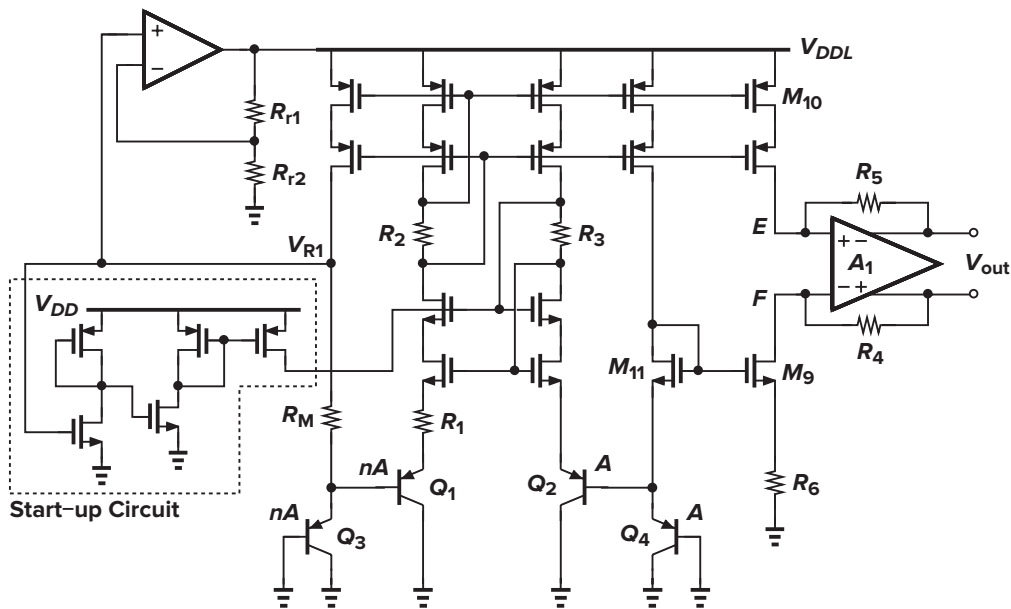 +
−
V_DDL
R_r1
R_r2
M_10
V_R1
R_2
R_3
E
R_5
+ −
A_1
− +
V_out
F
R_4
V_DD
M_11
M_9
R_M
R_1
nA
Q_1
Q_2
A
R_6
nA
Q_3
Q_4
A
Start−up Circuit